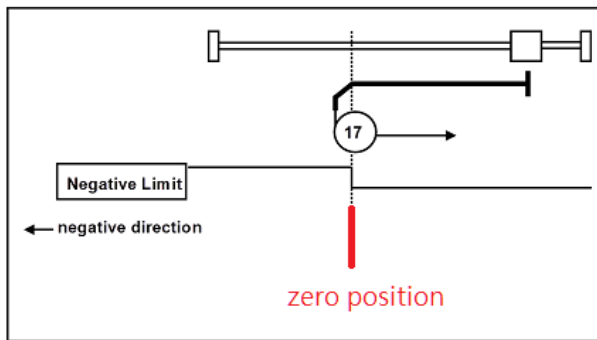 17
Negative Limit
negative direction
zero position